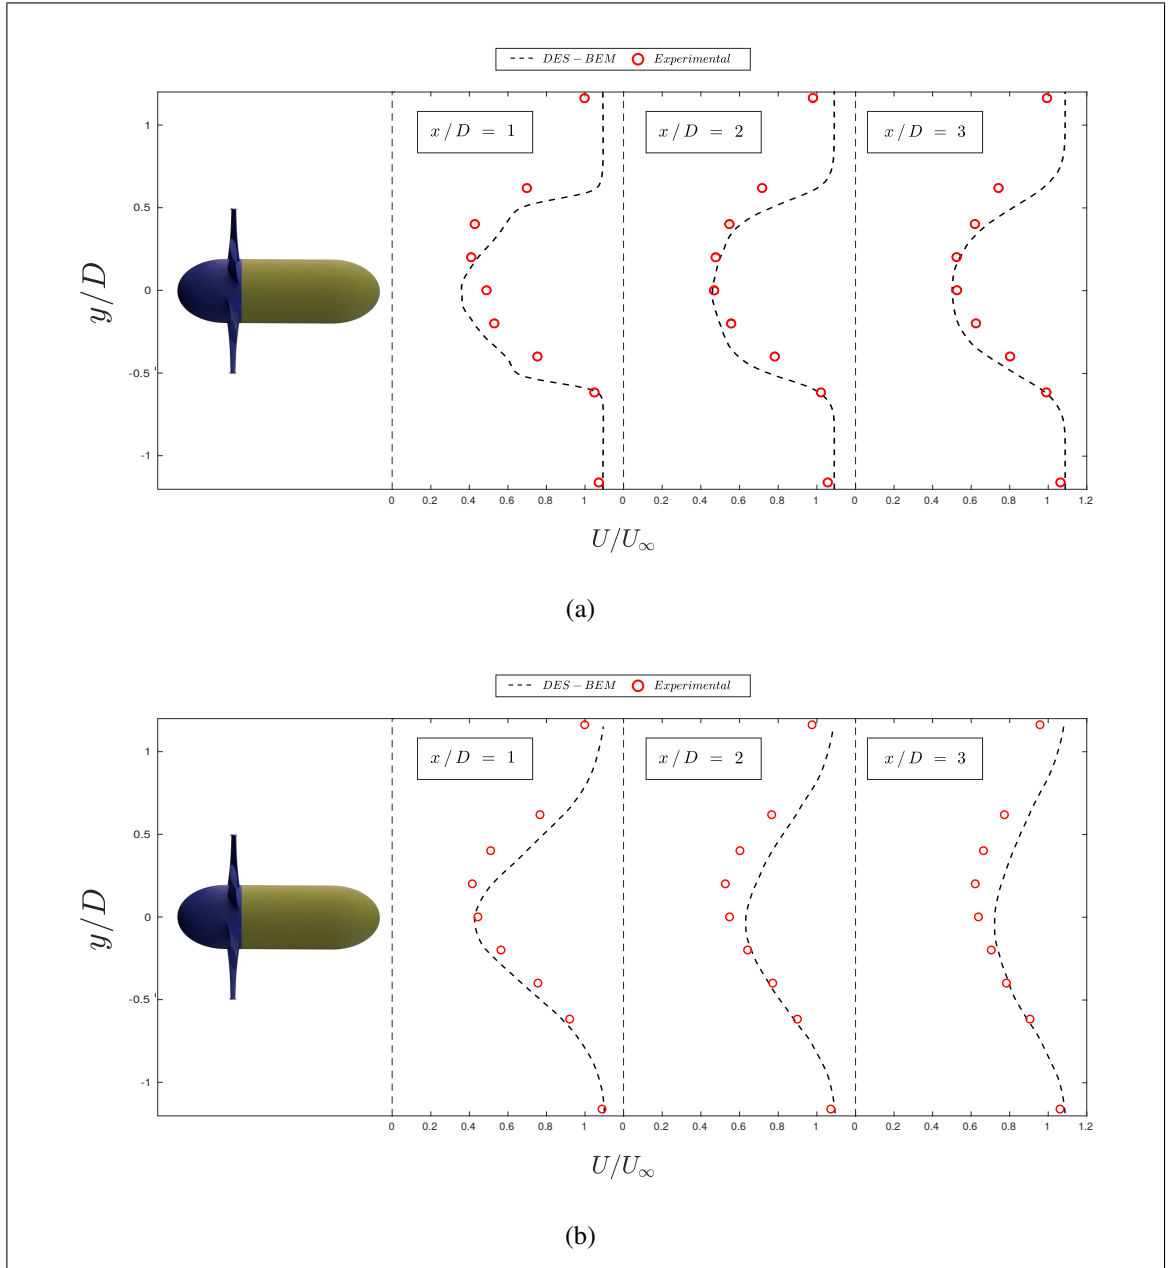 DES – BEM Experimental
x / D = 1 x / D = 2 x / D = 3
1
0.5
0
-0.5
-1
y/D
0 0.2 0.4 0.6 0.8 1 0 0.2 0.4 0.6 0.8 1 0 0.2 0.4 0.6 0.8 1 1.2
U/U∞
(a)
DES – BEM Experimental
x / D = 1 x / D = 2 x / D = 3
1
0.5
0
-0.5
-1
y/D
0 0.2 0.4 0.6 0.8 1 0 0.2 0.4 0.6 0.8 1 0 0.2 0.4 0.6 0.8 1 1.2
U/U∞
(b)